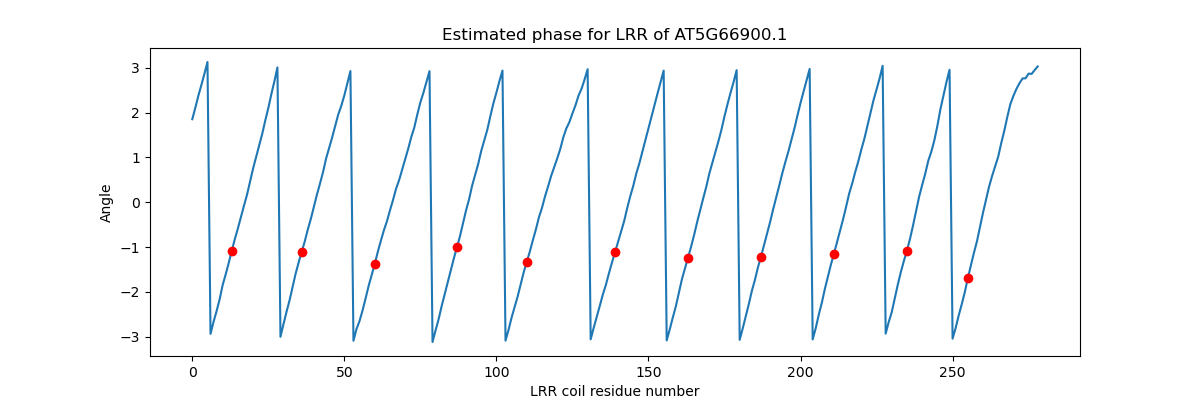 Estimated phase for LRR of AT5G66900.1
Angle
3
2
1
0
−1
−2
−3
0 50 100 150 200 250
LRR coil residue number